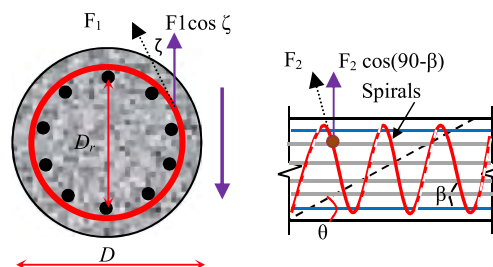 F₁
F1cos ζ
ζ
Dᵣ
D
F₂
F₂ cos(90-β)
Spirals
β
θ